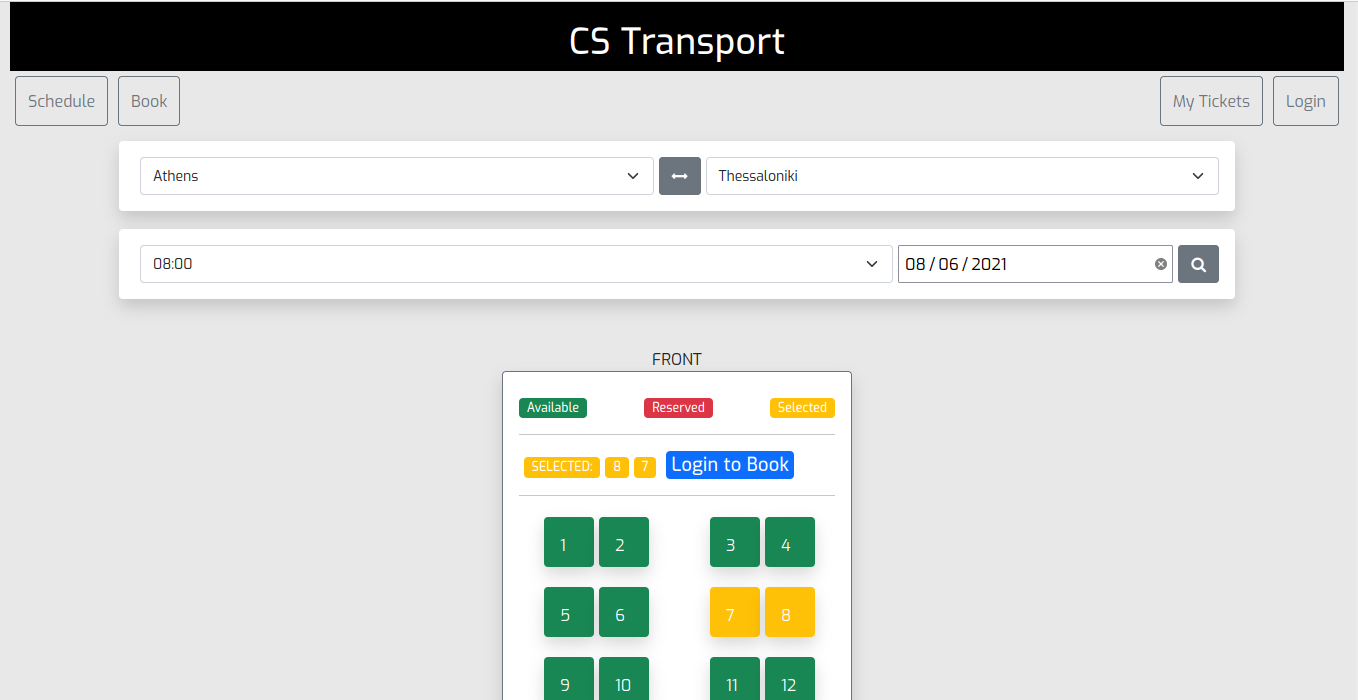 CS Transport
Schedule Book My Tickets Login
Athens Thessaloniki
08:00 08 / 06 / 2021
FRONT
Available Reserved Selected
SELECTED: 8 7 Login to Book
1 2 3 4
5 6 7 8
9 10 11 12